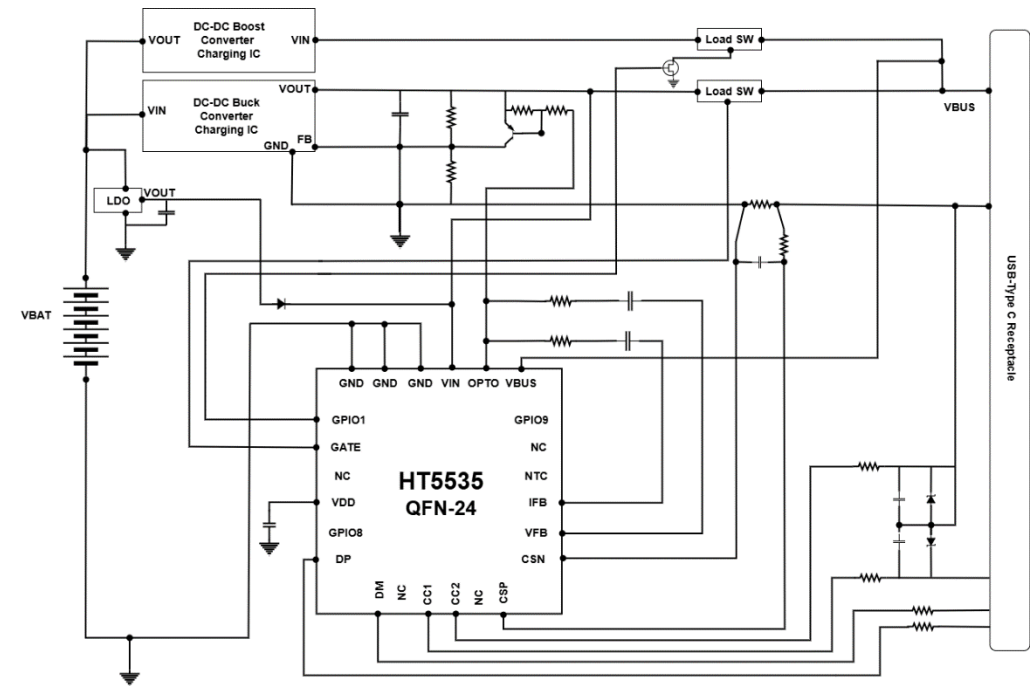 DC-DC Boost
Converter
Charging IC
VOUT
VIN
Load SW
DC-DC Buck
Converter
Charging IC
VIN
VOUT
GND
FB
Load SW
VBUS
LDO
VOUT
VBAT
USB-Type C Receptacle
GND
GND
GND
VIN
OPTO
VBUS
GPIO1
GPIO9
GATE
NC
NC
HT5535
NTC
VDD
QFN-24
IFB
GPIO8
VFB
DP
CSN
DM
NC
CC1
CC2
NC
CSP